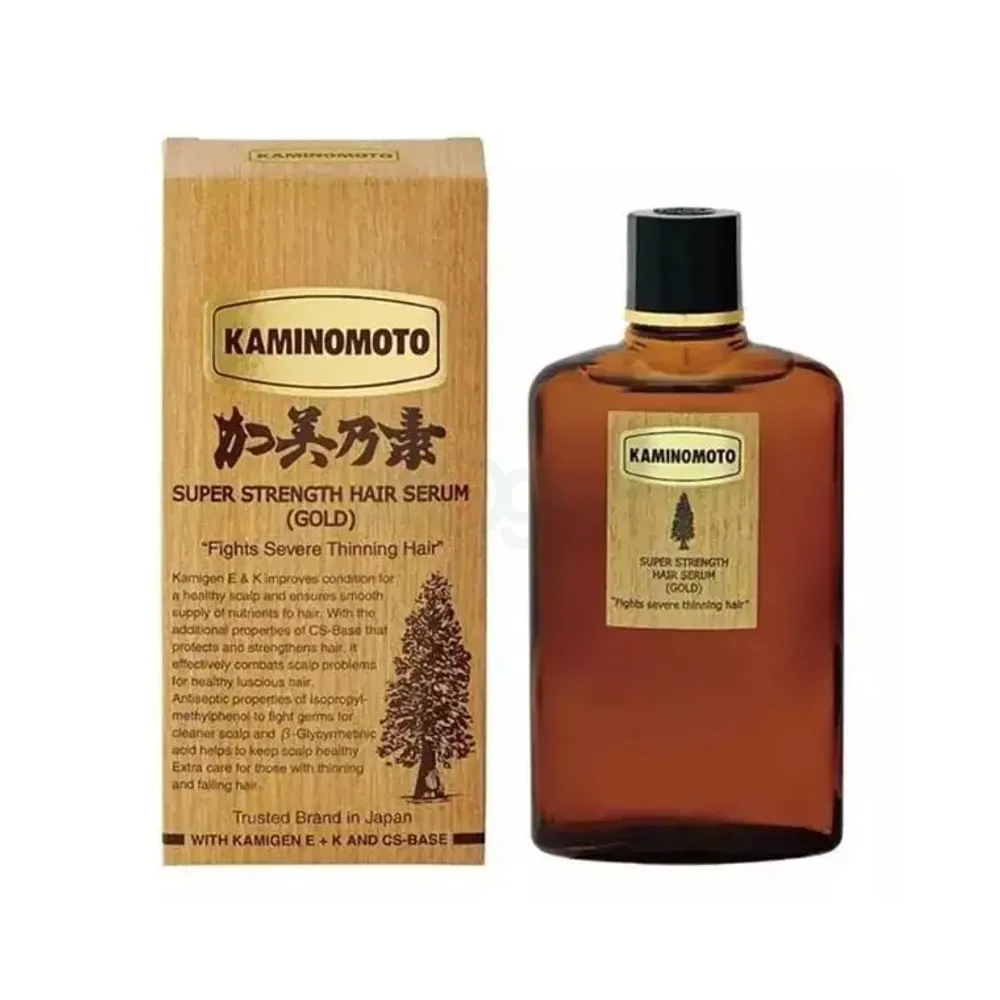 KAMINOMOTO
KAMINOMOTO
加美乃素
SUPER STRENGTH HAIR SERUM
(GOLD)
"Fights Severe Thinning Hair"
Kamigen E & K improves condition for
a healthy scalp and ensures smooth
supply of nutrients fo hair. With the
additional properties of CS-Base that
protects and strengthens hair, it
effectively combats scalp problems
for healthy luscious hair.
Antiseptic properties of isopropyl-
methylphenol to fight germs for
cleaner scalp and β-Glycyrrhetinic
acid helps to keep scalp healthy
Extra care for those with thinning
and falling hair.
Trusted Brand in Japan
WITH KAMIGEN E + K AND CS-BASE
KAMINOMOTO
SUPER STRENGTH
HAIR SERUM
(GOLD)
"Fights severe thinning hair"